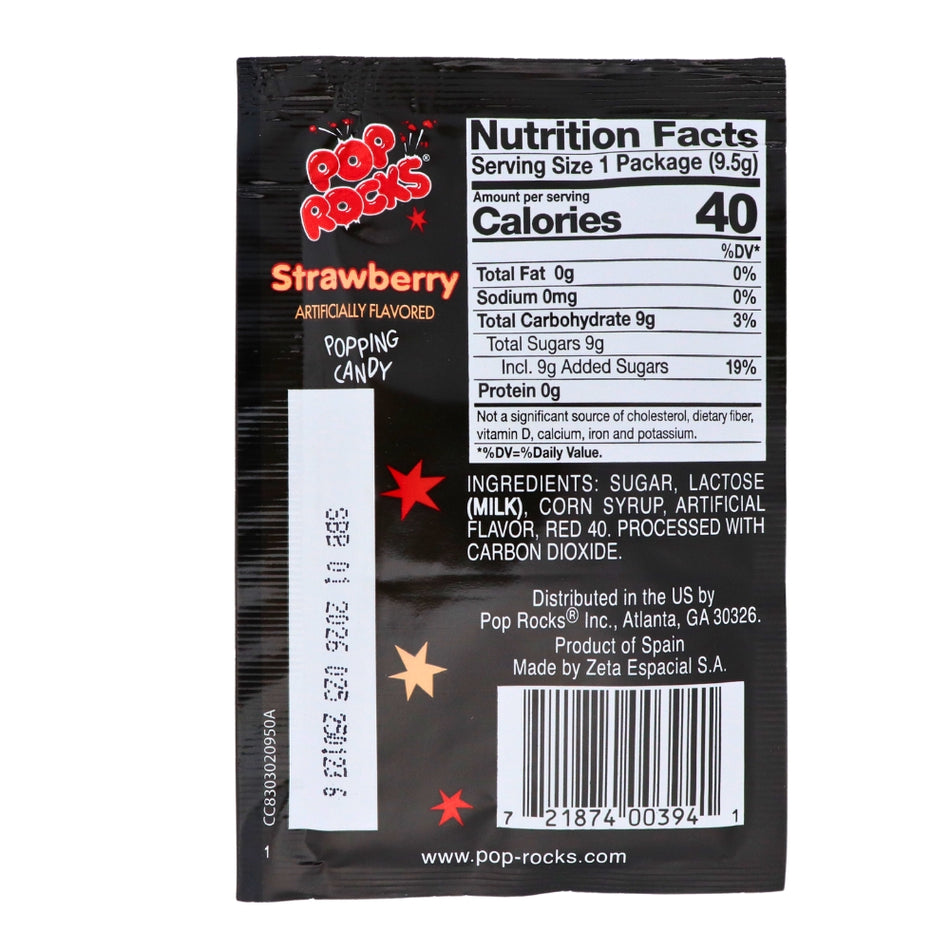 POP
ROCKS®
Strawberry
ARTIFICIALLY FLAVORED
POPPING
CANDY
Nutrition Facts
Serving Size 1 Package (9.5g)
Amount per serving
Calories 40
%DV*
Total Fat 0g 0%
Sodium 0mg 0%
Total Carbohydrate 9g 3%
Total Sugars 9g
Incl. 9g Added Sugars 19%
Protein 0g
Not a significant source of cholesterol, dietary fiber,
vitamin D, calcium, iron and potassium.
*%DV=%Daily Value.
INGREDIENTS: SUGAR, LACTOSE
(MILK), CORN SYRUP, ARTIFICIAL
FLAVOR, RED 40. PROCESSED WITH
CARBON DIOXIDE.
Distributed in the US by
Pop Rocks® Inc., Atlanta, GA 30326.
Product of Spain
Made by Zeta Espacial S.A.
7 21874 00394 1
www.pop-rocks.com
CC8303020950A
1